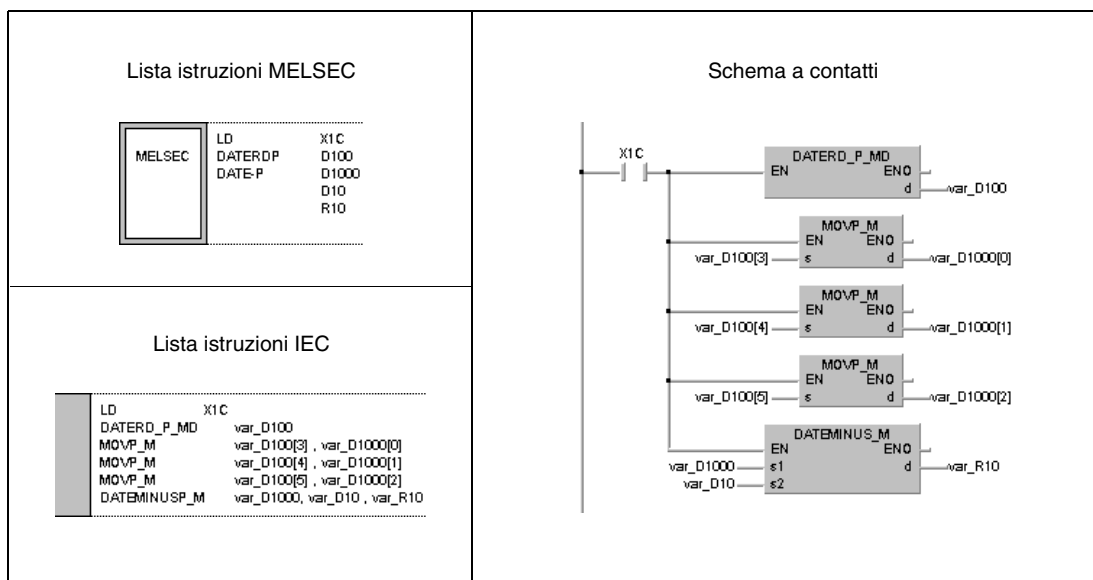 Lista istruzioni MELSEC
MELSEC
LD X1C
DATERDP D100
DATE-P D1000
D10
R10
Lista istruzioni IEC
LD X1C
DATERD_P_MD var_D100
MOVP_M var_D100[3] , var_D1000[0]
MOVP_M var_D100[4] , var_D1000[1]
MOVP_M var_D100[5] , var_D1000[2]
DATEMINUSP_M var_D1000, var_D10 , var_R10
Schema a contatti
X1C
DATERD_P_MD
EN ENO
d var_D100
MOVP_M
EN ENO
var_D100[3] s d var_D1000[0]
MOVP_M
EN ENO
var_D100[4] s d var_D1000[1]
MOVP_M
EN ENO
var_D100[5] s d var_D1000[2]
DATEMINUS_M
EN ENO
var_D1000 s1 d var_R10
var_D10 s2